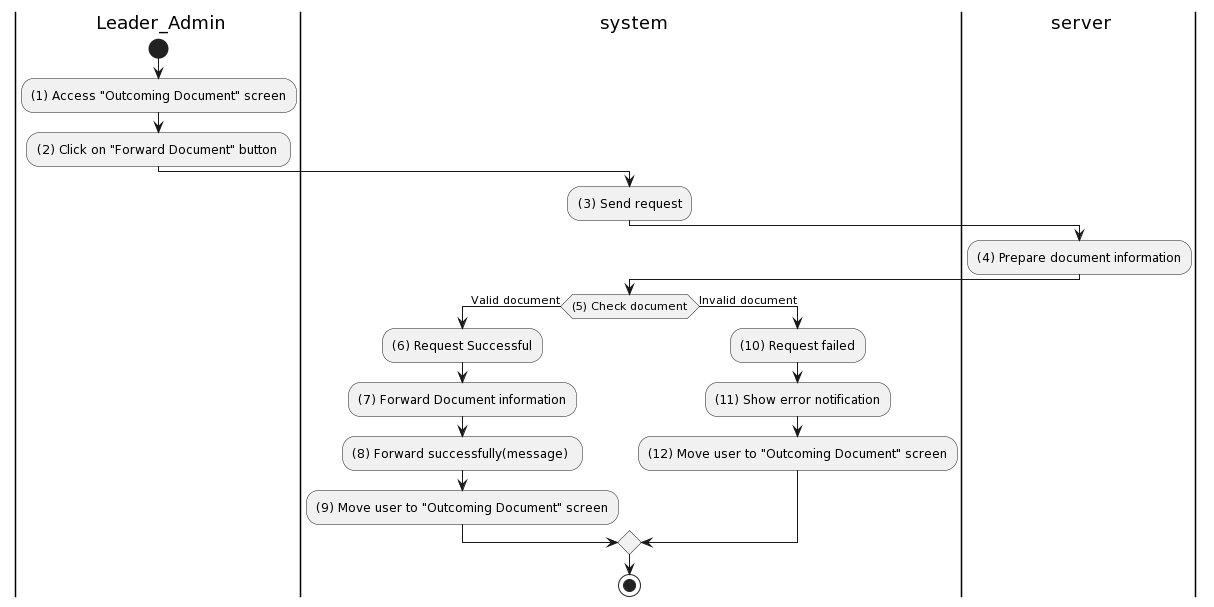 Leader_Admin
system
server
(1) Access "Outcoming Document" screen
(2) Click on "Forward Document" button
(3) Send request
(4) Prepare document information
Valid document
(5) Check document
Invalid document
(6) Request Successful
(10) Request failed
(7) Forward Document information
(11) Show error notification
(8) Forward successfully(message)
(12) Move user to "Outcoming Document" screen
(9) Move user to "Outcoming Document" screen